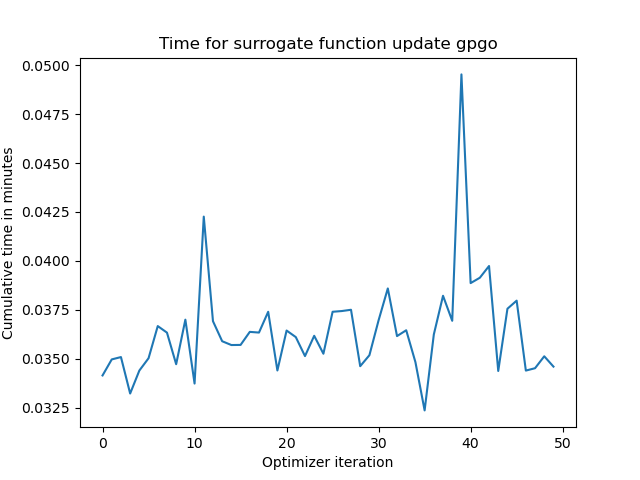 Time for surrogate function update gpgo
Cumulative time in minutes
0.0500
0.0475
0.0450
0.0425
0.0400
0.0375
0.0350
0.0325
0 10 20 30 40 50
Optimizer iteration